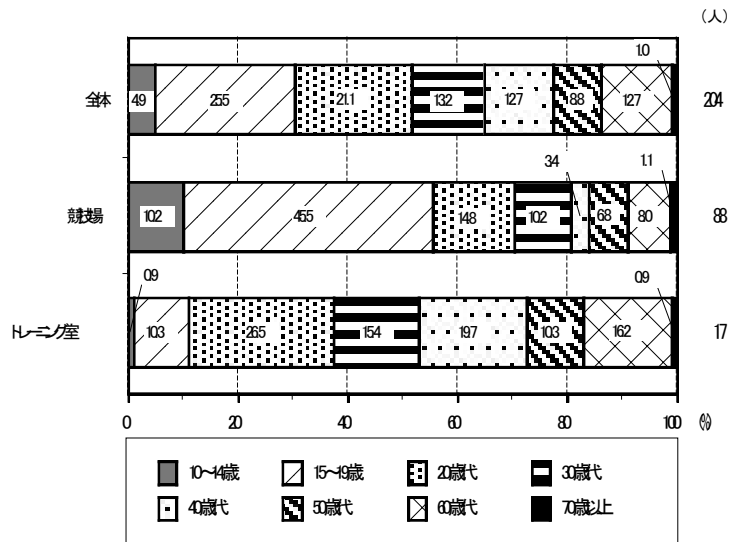 (人)
1.0
全体 4.9 25.5 21.1 13.2 12.7 8.8 12.7 204
3.4 1.1
競技場 10.2 45.5 14.8 10.2 6.8 8.0 88
0.9 0.9
トレーニング室 10.3 26.5 15.4 19.7 10.3 16.2 17
0 20 40 60 80 100 (%)
10~14歳 15~19歳 20歳代 30歳代
40歳代 50歳代 60歳代 70歳以上